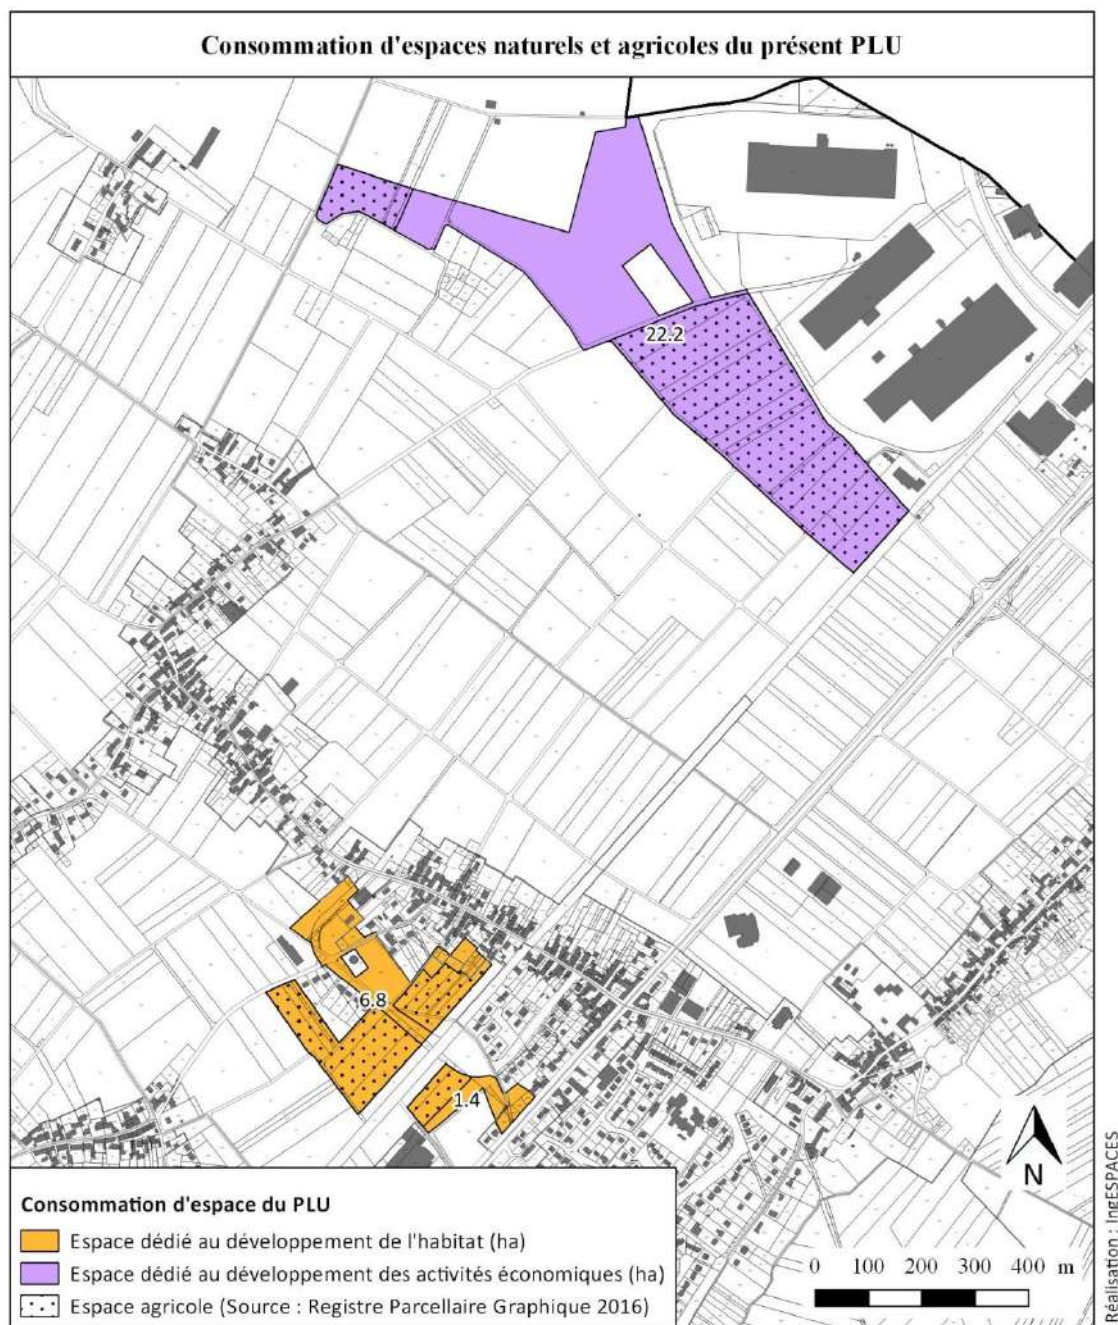 Consommation d'espaces naturels et agricoles du présent PLU
22.2
6.8
1.4
N
Consommation d'espace du PLU
Espace dédié au développement de l'habitat (ha)
Espace dédié au développement des activités économiques (ha)
Espace agricole (Source : Registre Parcellaire Graphique 2016)
0 100 200 300 400 m
Réalisation : IngESPACES